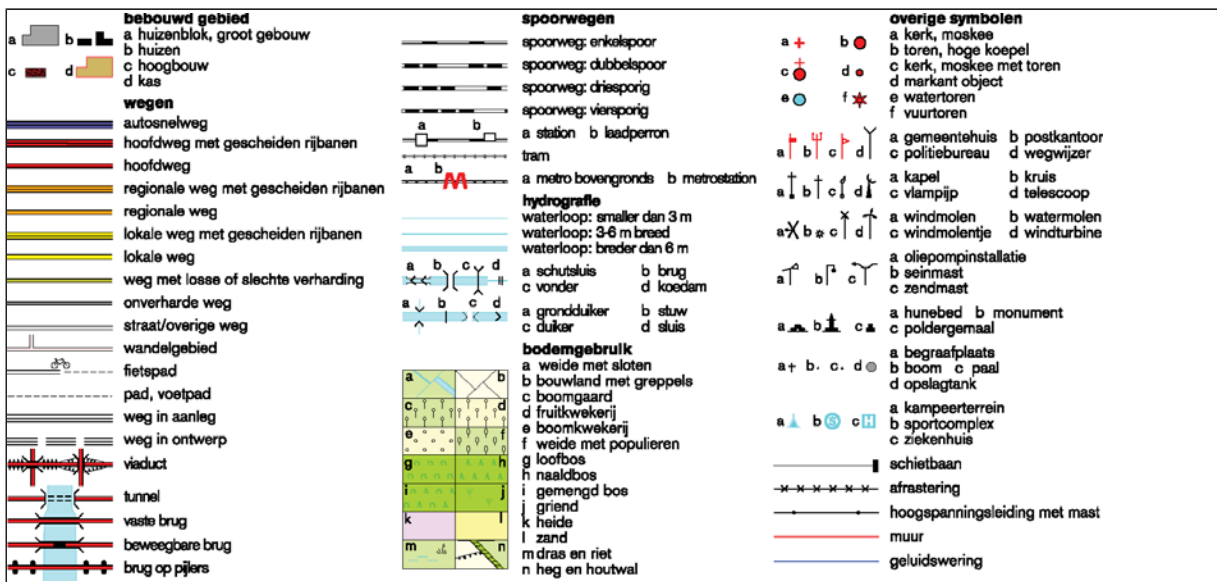 bebouwd gebied
a b a huizenblok, groot gebouw
b huizen
c d c hoogbouw
d kas
wegen
autosnelweg
hoofdweg met gescheiden rijbanen
hoofdweg
regionale weg met gescheiden rijbanen
regionale weg
lokale weg met gescheiden rijbanen
lokale weg
weg met losse of slechte verharding
onverharde weg
straat/overige weg
wandelgebied
fietspad
pad, voetpad
weg in aanleg
weg in ontwerp
viaduct
tunnel
vaste brug
beweegbare brug
brug op pijlers
spoorwegen
spoorweg: enkelspoor
spoorweg: dubbelspoor
spoorweg: driesporig
spoorweg: viersporig
a b
a station b laadperron
tram
a b M a metro bovengronds b metrostation
hydrografie
waterloop: smaller dan 3 m
waterloop: 3-6 m breed
waterloop: breder dan 6 m
a b c d a schutsluis b brug
c vonder d koedam
a b c d a grondduiker b stuw
c duiker d sluis
bodemgebruik
a b a weide met sloten
b bouwland met greppels
c d c boomgaard
d fruitkwekerij
e f e boomkwekerij
f weide met populieren
g h g loofbos
h naaldbos
i j i gemengd bos
j griend
k l k heide
l zand
m n m dras en riet
n heg en houtwal
overige symbolen
a b a kerk, moskee
b toren, hoge koepel
c d c kerk, moskee met toren
d markant object
e f e watertoren
f vuurtoren
a b c d a gemeentehuis b postkantoor
c politiebureau d wegwijzer
a b c d a kapel b kruis
c vlampijp d telescoop
a b c d a windmolen b watermolen
c windmolentje d windturbine
a b c a oliepompinstallatie
b seinmast
c zendmast
a b c a hunebed b monument
c poldergemaal
a b. c. d a begraafplaats
b boom c paal
d opslagtank
a b S c H a kampeerterrein
b sportcomplex
c ziekenhuis
schietbaan
afrastering
hoogspanningsleiding met mast
muur
geluidswering